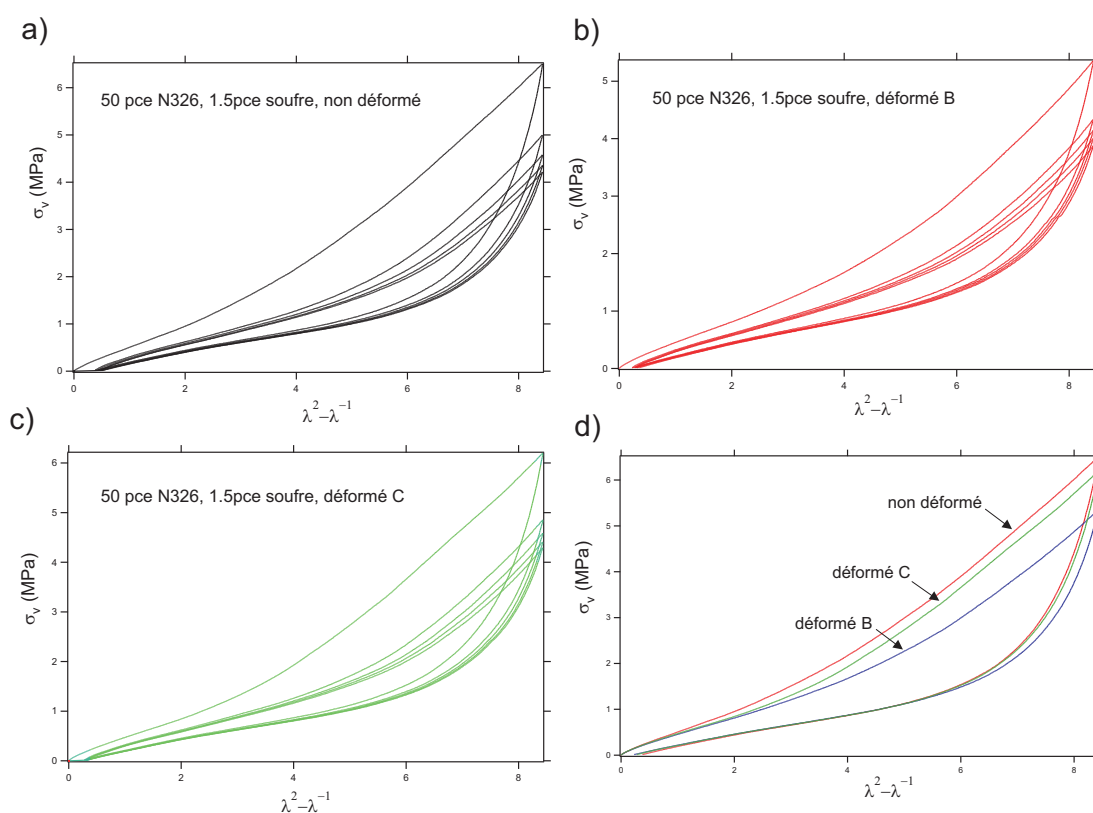 a)
50 pce N326, 1.5pce soufre, non déformé
σv (MPa)
6
5
4
3
2
1
0
0 2 4 6 8
λ²–λ⁻¹
b)
50 pce N326, 1.5pce soufre, déformé B
σv (MPa)
5
4
3
2
1
0
0 2 4 6 8
λ²–λ⁻¹
c)
50 pce N326, 1.5pce soufre, déformé C
σv (MPa)
6
5
4
3
2
1
0
0 2 4 6 8
λ²–λ⁻¹
d)
non déformé
déformé C
déformé B
σv (MPa)
6
5
4
3
2
1
0
0 2 4 6 8
λ²–λ⁻¹